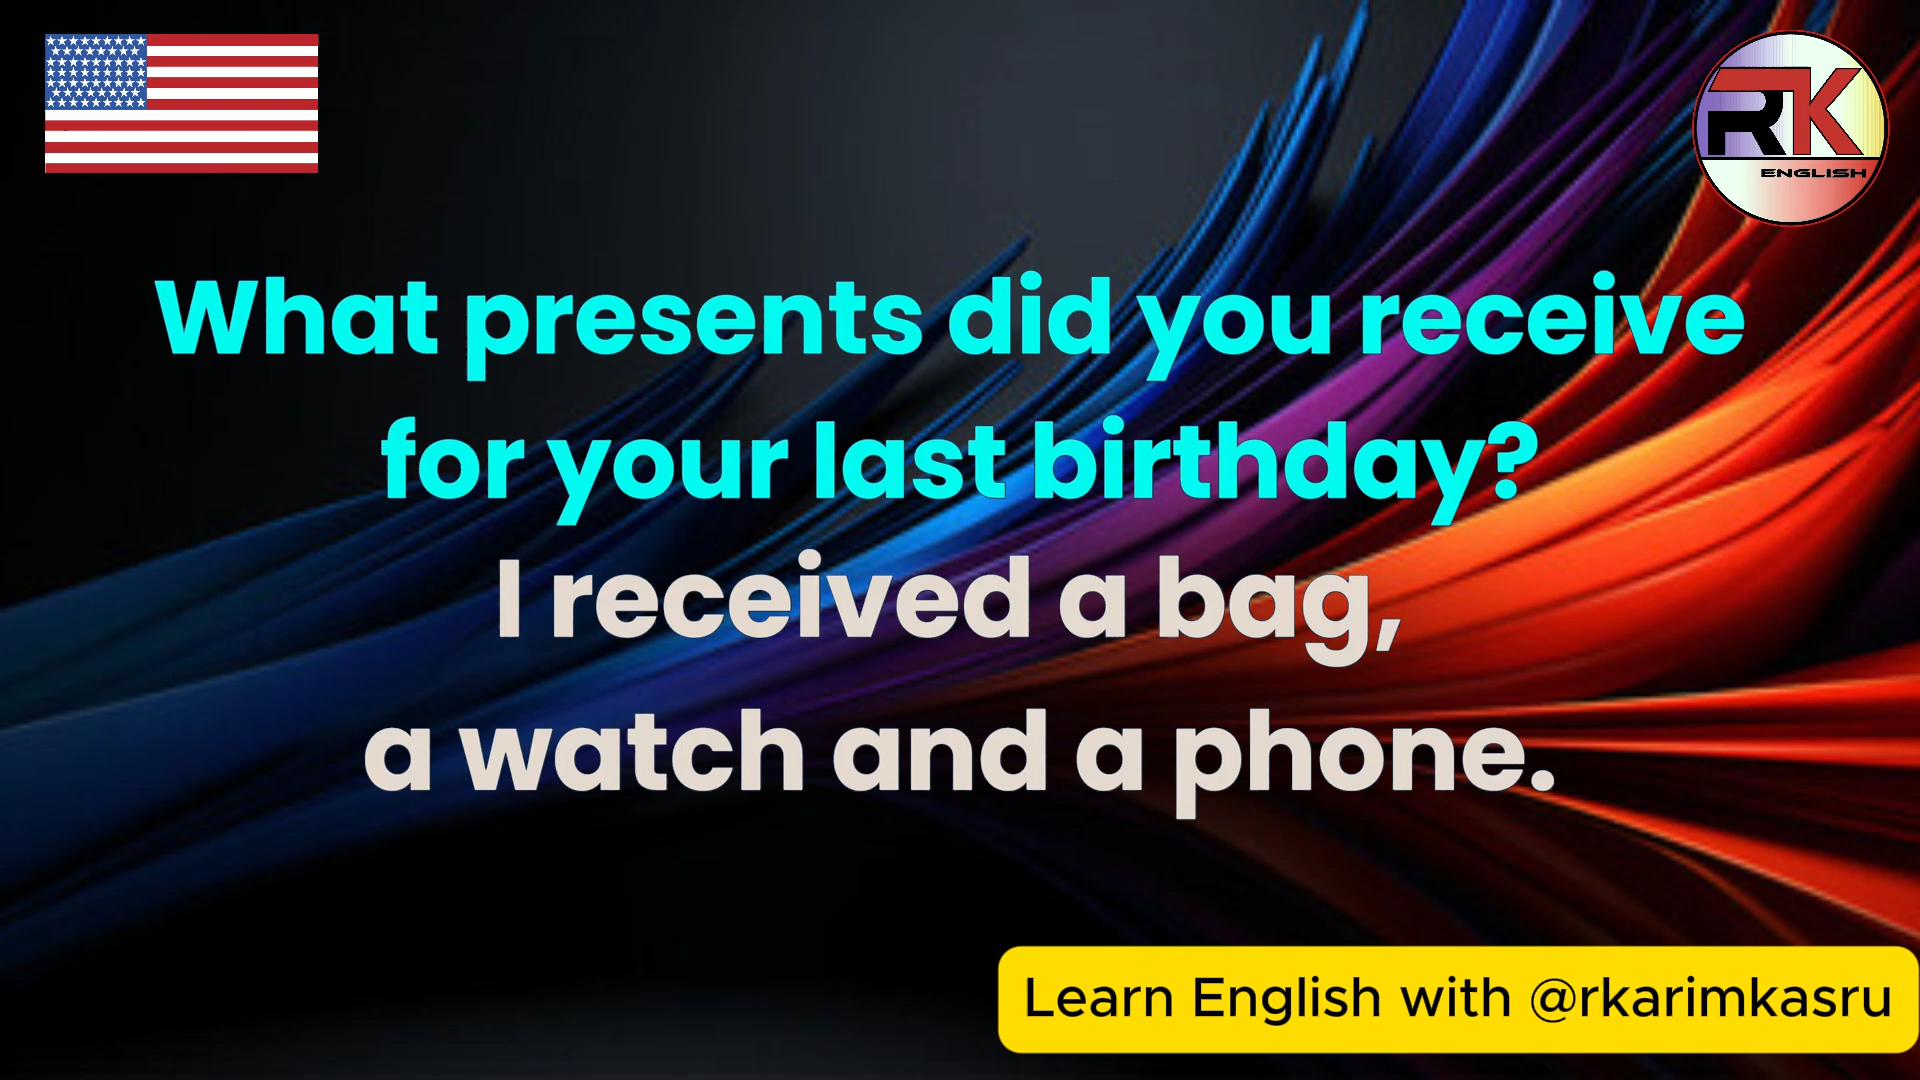 RK
ENGLISH
What presents did you receive
for your last birthday?
I received a bag,
a watch and a phone.
Learn English with @rkarimkasru